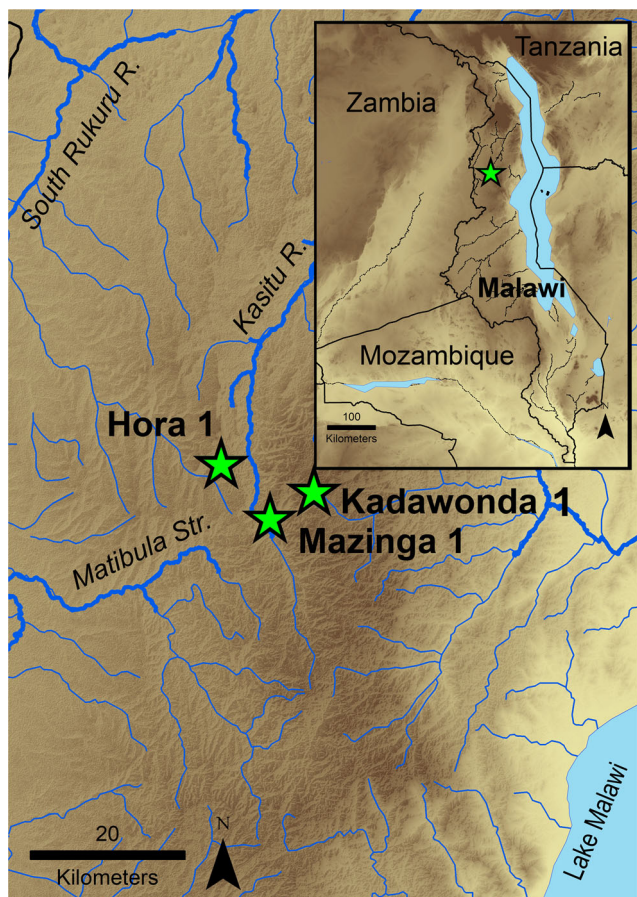 South Rukuru R.
Kasitu R.
Hora 1
Kadawonda 1
Mazinga 1
Matibula Str.
20
Kilometers
N
Lake Malawi
Tanzania
Zambia
Malawi
Mozambique
100
Kilometers